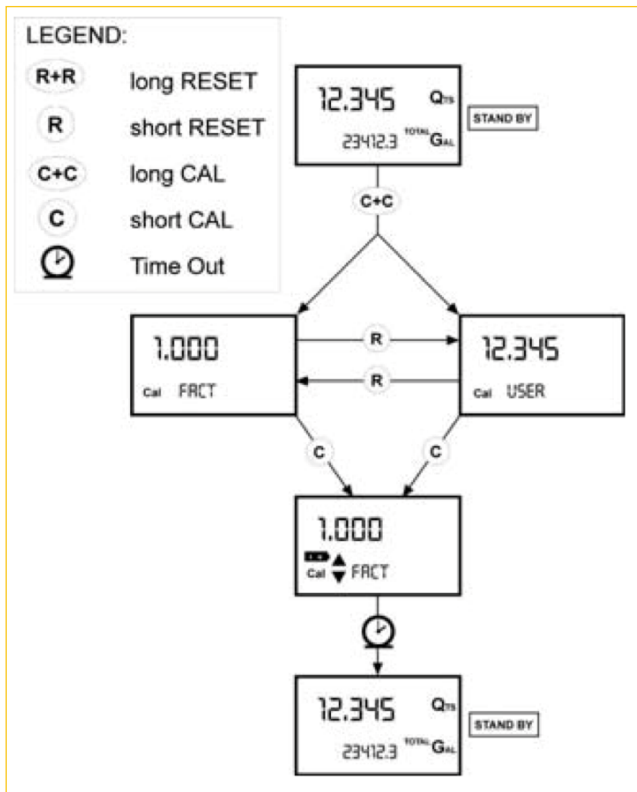 LEGEND:
R+R long RESET
R short RESET
C+C long CAL
C short CAL
Time Out
12.345 QTS
23412.3 TOTAL GAL
STAND BY
C+C
1.000
Cal FACT
R
R
12.345
Cal USER
C
C
1.000
Cal FACT
12.345 QTS
23412.3 TOTAL GAL
STAND BY